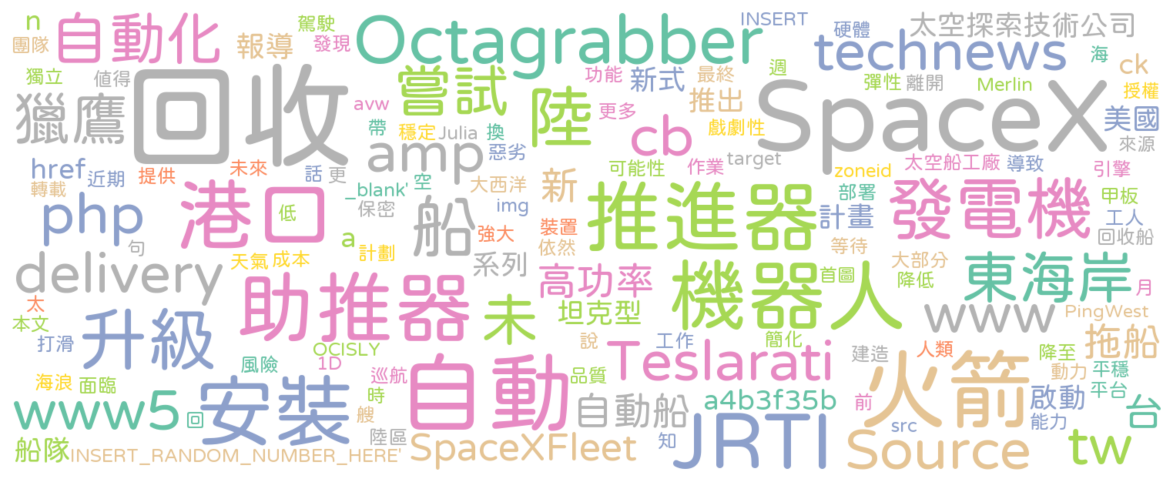 n
駕駛
團隊
自動化
報導
發現
Octagrabber
INSERT
硬體
太空探索技術公司
technews
海
獨立
值得
回收
嘗試
功能
新式
最終
週
彈性
離開
Merlin
ck
授權
獵鷹
avw
帶
穩定
Julia
換
惡劣
陸
更多
推出
cb
戲劇性
SpaceX
美國
來源
href
近期
轉載
提供
未來
話
更
amp
可能性
作業
target
zoneid
太空船工廠
導致
引擎
php
港口
低
_blank'
保密
空
大西洋
img
新
推進器
部署
計畫
發電機
甲板
工人
回收船
句
a
計劃
船
強大
裝置
依然
等待
delivery
天氣
成本
系列
高功率
首圖
大部分
降低
東海岸
月
太
本文
打滑
升級
助推器
未
坦克型
機器人
www
PingWest
拖船
說
工作
簡化
OCISLY
1D
風險
Teslarati
建造
人類
降至
動力
平穩
平台
海浪
面臨
巡航
時
自動
品質
自動船
a4b3f35b
火箭
前
啟動
能力
台
www5
回
安裝
艘
陸區
船隊
INSERT_RANDOM_NUMBER_HERE'
SpaceXFleet
知
JRTI
src
Source
tw